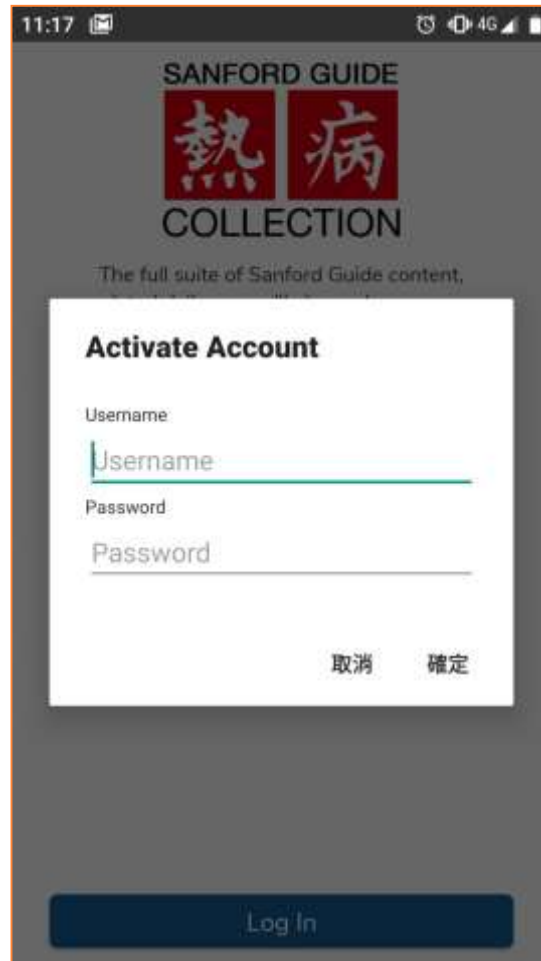 11:17
4G
SANFORD GUIDE
熱病
COLLECTION
The full suite of Sanford Guide content,
Activate Account
Username
Username
Password
Password
取消 確定
Log In